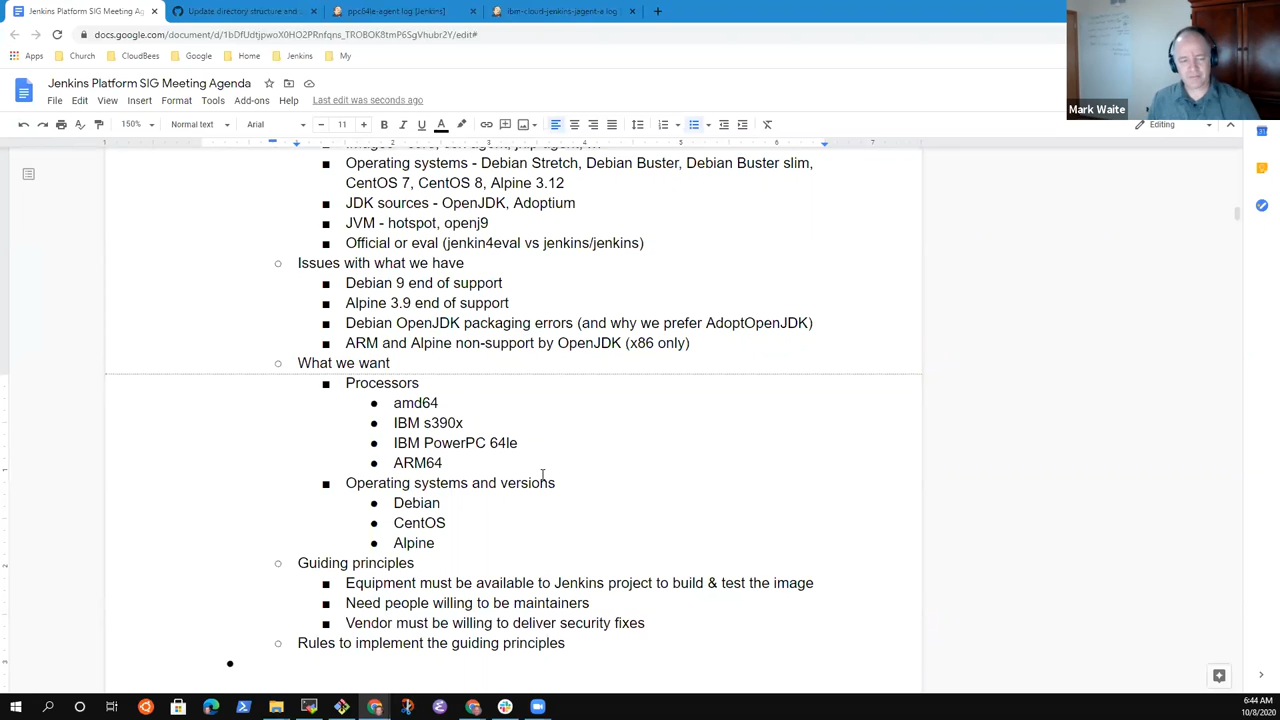 Jenkins Platform SIG Meeting Ag
Update directory structure and
ppc64le-agent log [Jenkins]
ibm-cloud-jenkins-jagent-a log
docs.google.com/document/d/1bDfUdtjpwoX0HO2PRnfqns_TROBOK8tmP6SgVhubr2Y/edit#
Apps
Church
CloudBees
Google
Home
Jenkins
My
Mark Waite
Jenkins Platform SIG Meeting Agenda
File Edit View Insert Format Tools Add-ons Help Last edit was seconds ago
150% Normal text Arial 11 B I U A Editing
1 1 2 3 4 5 6 7
■ Operating systems - Debian Stretch, Debian Buster, Debian Buster slim,
CentOS 7, CentOS 8, Alpine 3.12
■ JDK sources - OpenJDK, Adoptium
■ JVM - hotspot, openj9
■ Official or eval (jenkin4eval vs jenkins/jenkins)
○ Issues with what we have
■ Debian 9 end of support
■ Alpine 3.9 end of support
■ Debian OpenJDK packaging errors (and why we prefer AdoptOpenJDK)
■ ARM and Alpine non-support by OpenJDK (x86 only)
○ What we want
■ Processors
● amd64
● IBM s390x
● IBM PowerPC 64le
● ARM64
■ Operating systems and versions
● Debian
● CentOS
● Alpine
○ Guiding principles
■ Equipment must be available to Jenkins project to build & test the image
■ Need people willing to be maintainers
■ Vendor must be willing to deliver security fixes
○ Rules to implement the guiding principles
●
6:44 AM
10/8/2020